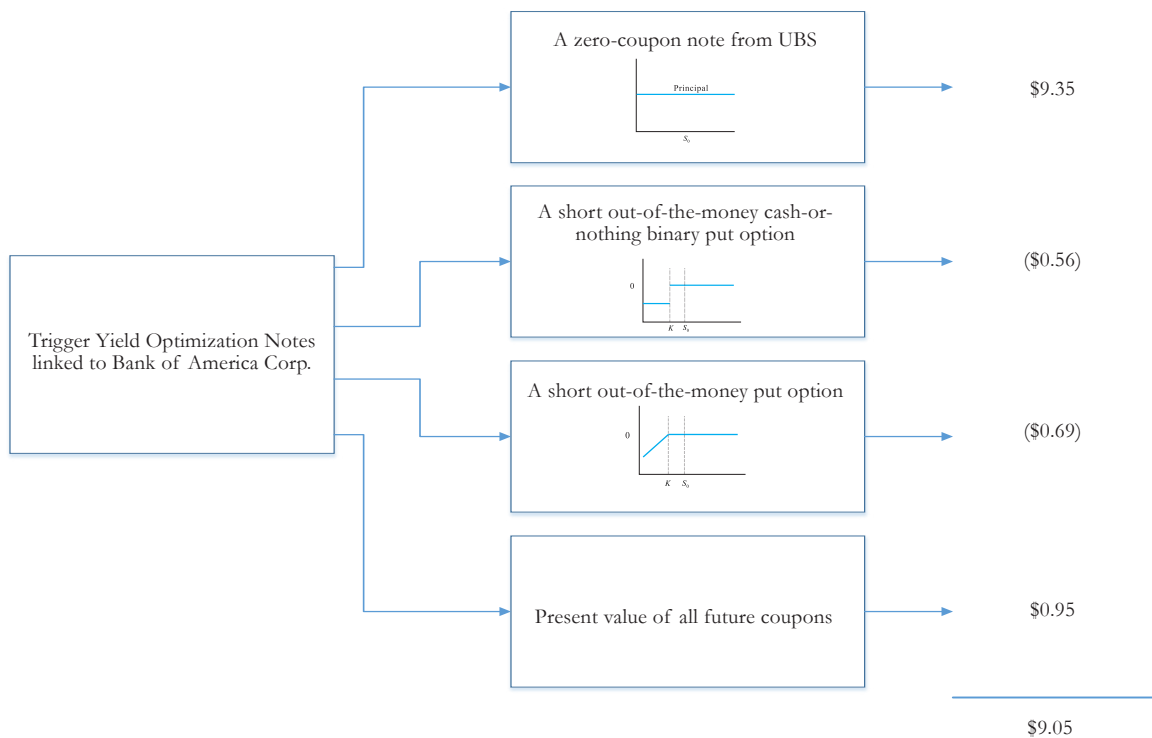 A zero-coupon note from UBS
Principal
S₀
$9.35
A short out-of-the-money cash-or-
nothing binary put option
0
K S₀
($0.56)
Trigger Yield Optimization Notes
linked to Bank of America Corp.
A short out-of-the-money put option
0
K S₀
($0.69)
Present value of all future coupons
$0.95
$9.05